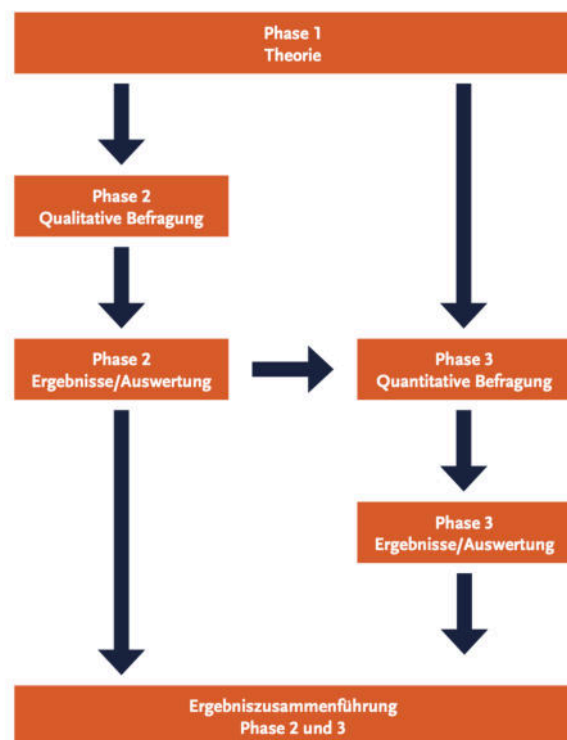 Phase 1
Theorie
Phase 2
Qualitative Befragung
Phase 2
Ergebnisse/Auswertung
Phase 3
Quantitative Befragung
Phase 3
Ergebnisse/Auswertung
Ergebniszusammenführung
Phase 2 und 3